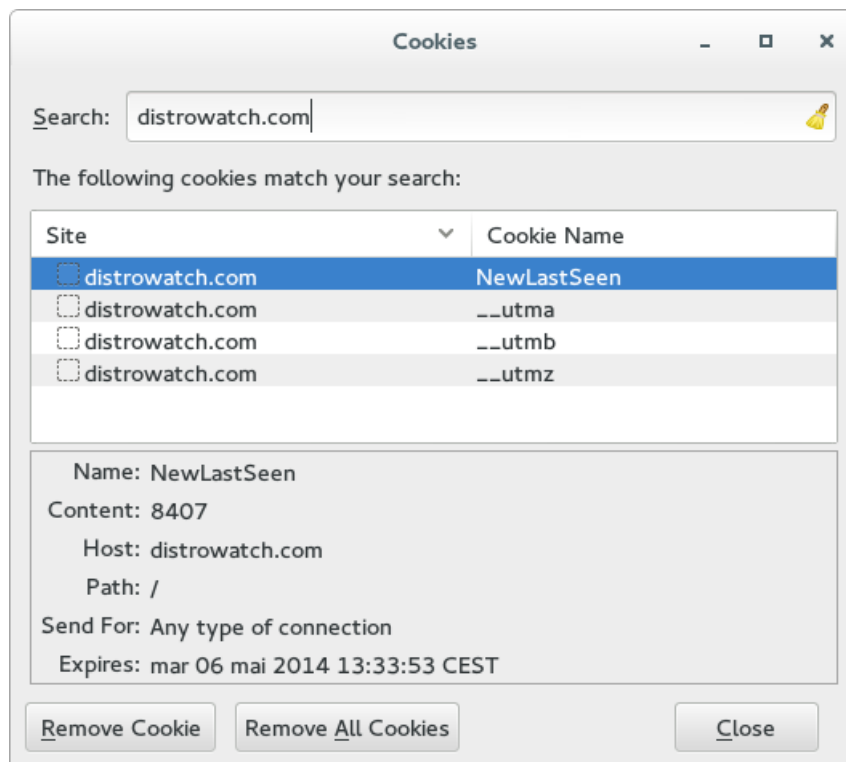 Cookies
Search: distrowatch.com
The following cookies match your search:
Site Cookie Name
distrowatch.com NewLastSeen
distrowatch.com __utma
distrowatch.com __utmb
distrowatch.com __utmz
Name: NewLastSeen
Content: 8407
Host: distrowatch.com
Path: /
Send For: Any type of connection
Expires: mar 06 mai 2014 13:33:53 CEST
Remove Cookie Remove All Cookies Close